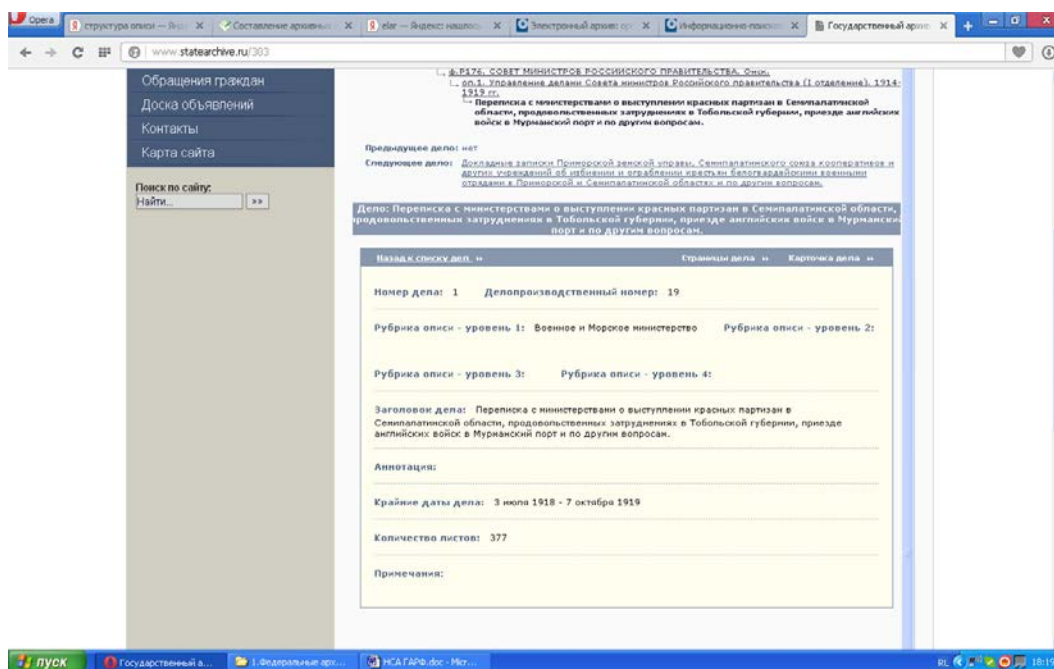 Opera
структура описи — Янде
Составление архивны
elar — Яндекс: нашлось
Электронный архив: ор
Информационно-поиско
Государственный архи
www.statearchive.ru/383
Обращения граждан
Доска объявлений
Контакты
Карта сайта
Поиск по сайту:
Найти...
>>
ф.Р176. СОВЕТ МИНИСТРОВ РОССИЙСКОГО ПРАВИТЕЛЬСТВА. Омск.
оп.1. Управление делами Совета министров Российского правительства (I отделение). 1914-
1919 гг.
Переписка с министерствами о выступлении красных партизан в Семипалатинской
области, продовольственных затруднениях в Тобольской губернии, приезде английских
войск в Мурманский порт и по другим вопросам.
Предыдущее дело: нет
Следующее дело: Докладные записки Приморской земской управы, Семипалатинского союза кооперативов и
других учреждений об избиении и ограблении крестьян белогвардейскими военными
отрядами в Приморской и Семипалатинской областях и по другим вопросам.
Дело: Переписка с министерствами о выступлении красных партизан в Семипалатинской области,
продовольственных затруднениях в Тобольской губернии, приезде английских войск в Мурманский
порт и по другим вопросам.
Назад к списку дел »
Страницы дела »
Карточка дела »
Номер дела: 1 Делопроизводственный номер: 19
Рубрика описи - уровень 1: Военное и Морское министерство Рубрика описи - уровень 2:
Рубрика описи - уровень 3: Рубрика описи - уровень 4:
Заголовок дела: Переписка с министерствами о выступлении красных партизан в
Семипалатинской области, продовольственных затруднениях в Тобольской губернии, приезде
английских войск в Мурманский порт и по другим вопросам.
Аннотация:
Крайние даты дела: 3 июля 1918 - 7 октября 1919
Количество листов: 377
Примечания:
пуск
Государственный а...
1.Федеральные арх...
НСА ГАРФ.doc - Micr...
RL
18:19